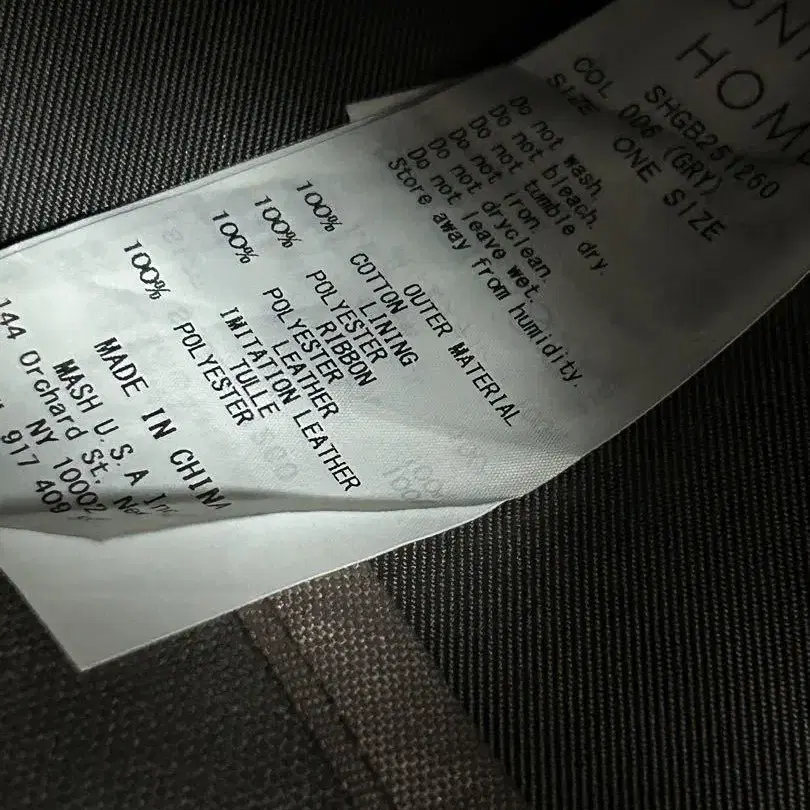 HOM
SHGB251260
COL 006 (GRY)
SIZE ONE SIZE
Do not wash.
Do not bleach.
Do not tumble dry.
Do not iron.
Do not dryclean.
Do not leave wet.
Store away from humidity.
OUTER MATERIAL
100% COTTON
LINING
100% POLYESTER
RIBBON
100% POLYESTER
LEATHER
IMITATION LEATHER
TULLE
100% POLYESTER
MADE IN CHINA
MASH U.S.A Inc
144 Orchard St, Ne
NY 1000
917 409